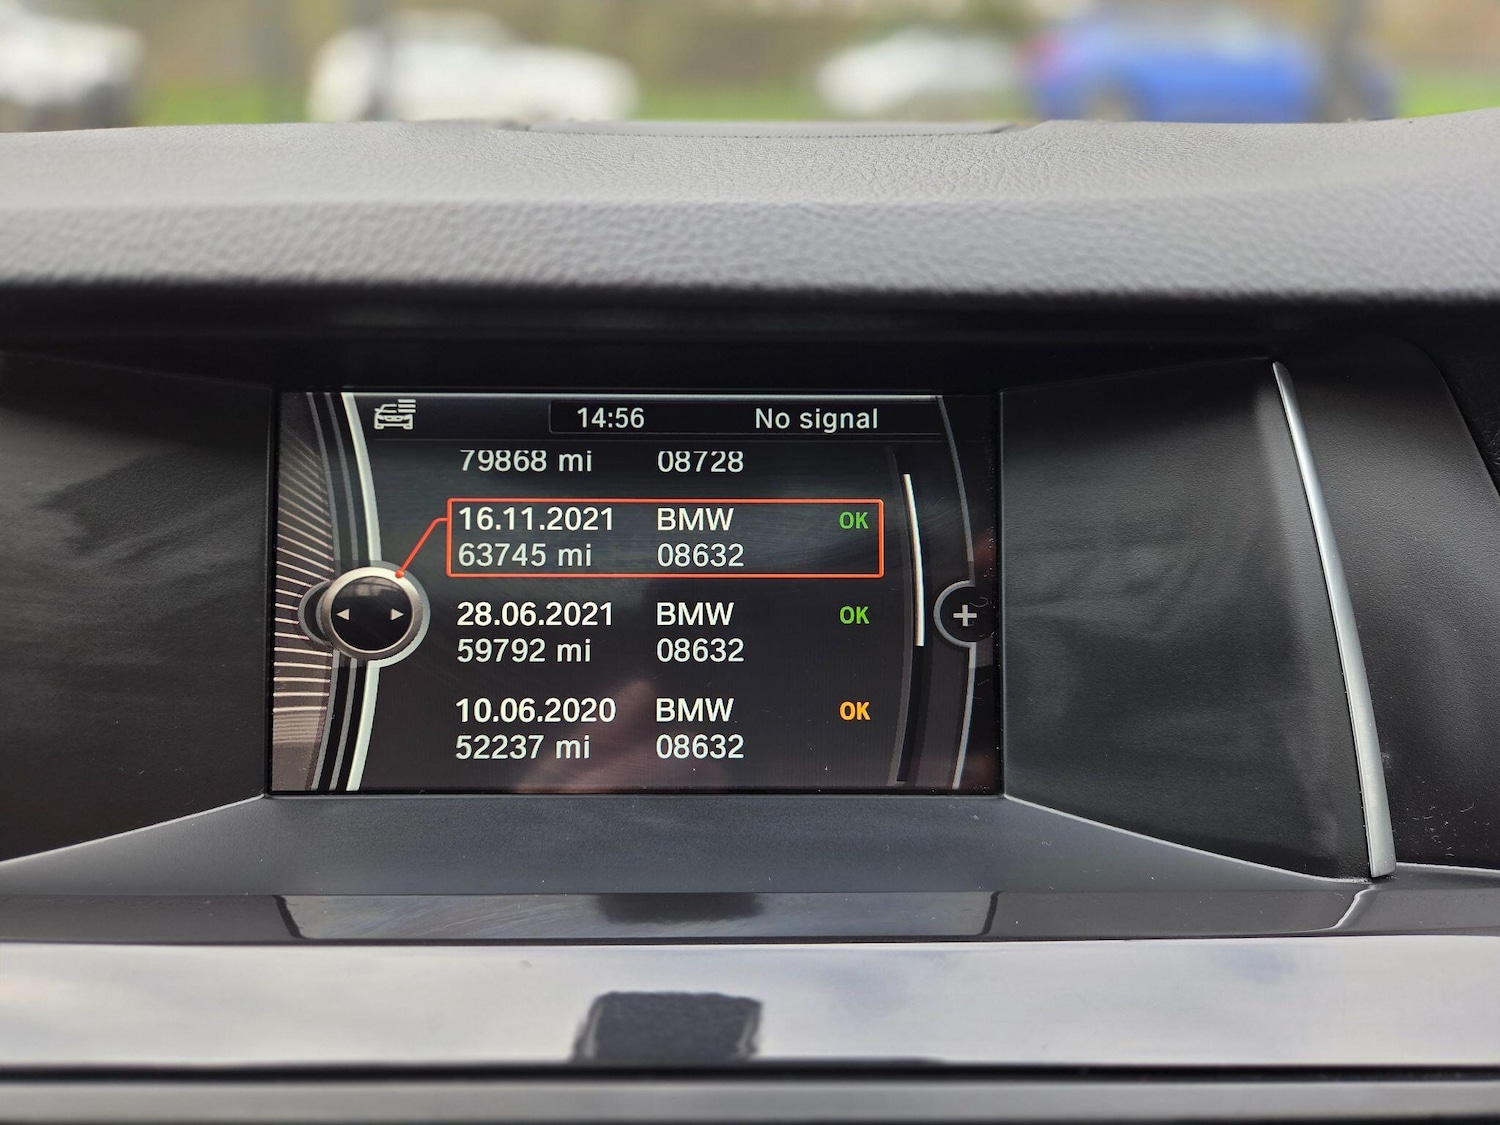 14:56 No signal
79868 mi 08728
16.11.2021 BMW OK
63745 mi 08632
28.06.2021 BMW OK
59792 mi 08632
10.06.2020 BMW OK
52237 mi 08632